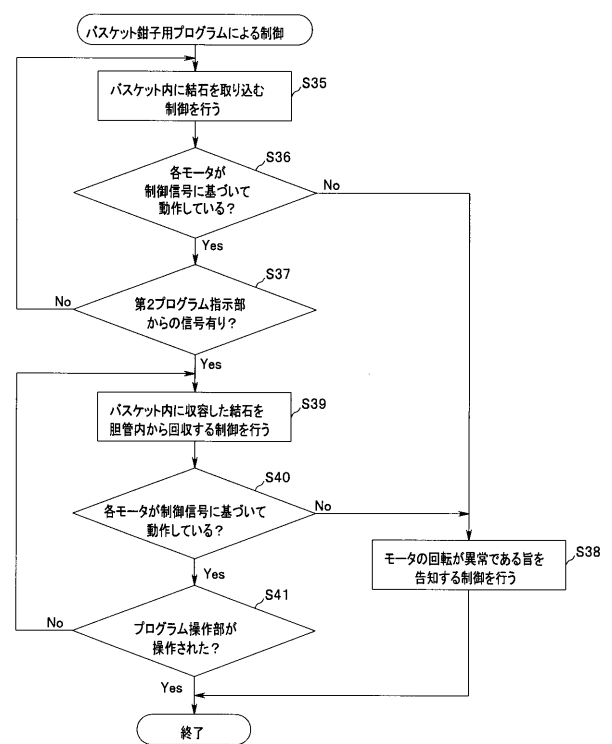 バスケット鉗子用プログラムによる制御
バスケット内に結石を取り込む
制御を行う
S35
各モータが
制御信号に基づいて
動作している？
S36
No
Yes
第2プログラム指示部
からの信号有り？
S37
No
Yes
バスケット内に収容した結石を
胆管内から回収する制御を行う
S39
各モータが制御信号に基づいて
動作している？
S40
No
Yes
モータの回転が異常である旨を
告知する制御を行う
S38
プログラム操作部が
操作された？
S41
No
Yes
終了